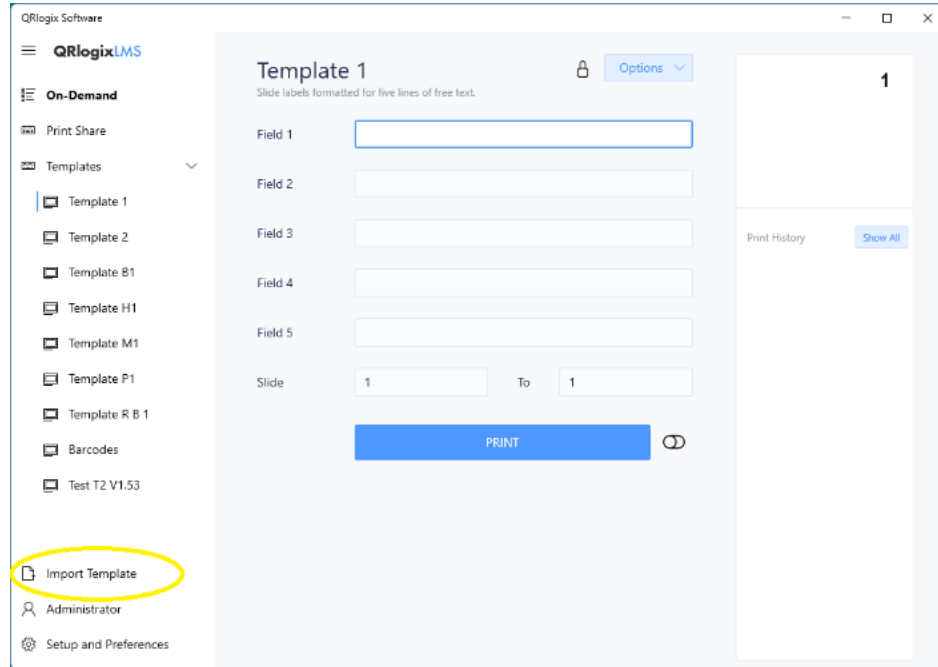 QRlogix Software
QRlogixLMS
On-Demand
Print Share
Templates
Template 1
Template 2
Template B1
Template H1
Template M1
Template P1
Template R B 1
Barcodes
Test T2 V1.53
Import Template
Administrator
Setup and Preferences
Template 1
Options
Slide labels formatted for five lines of free text.
Field 1
Field 2
Field 3
Field 4
Field 5
Slide 1 To 1
PRINT
1
Print History Show All